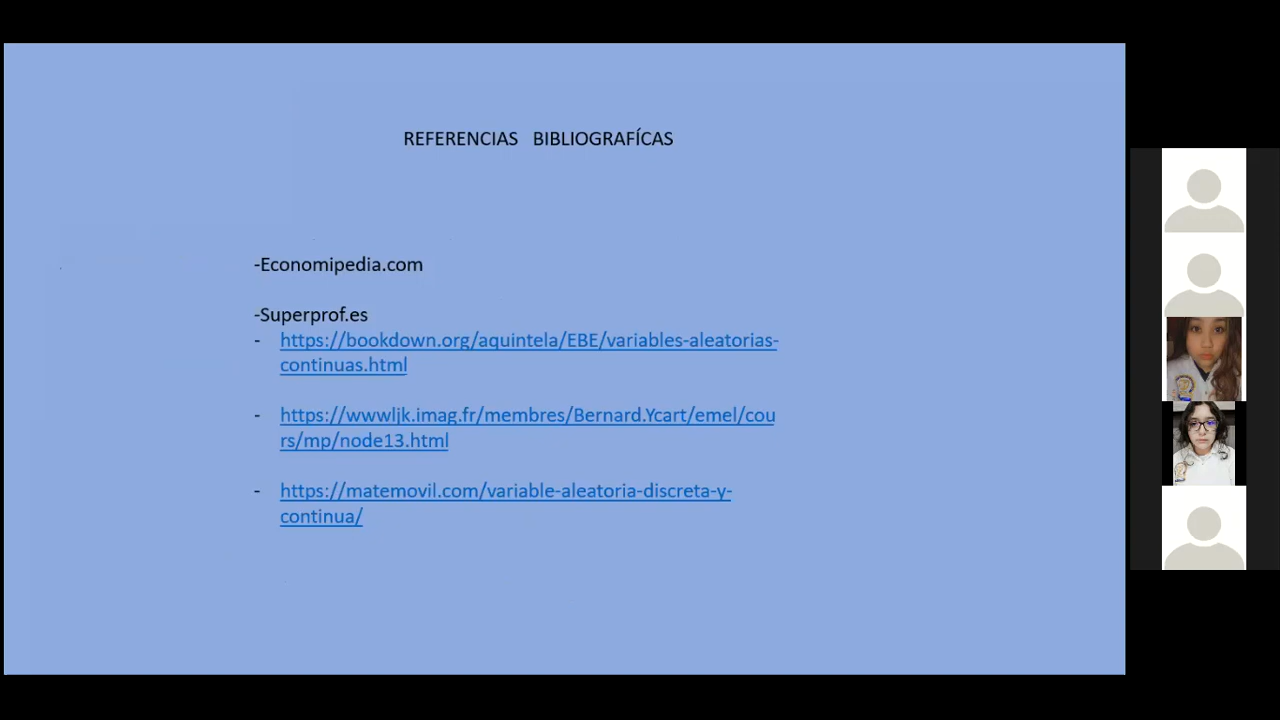 REFERENCIAS BIBLIOGRAFÍCAS
-Economipedia.com
-Superprof.es
- https://bookdown.org/aquintela/EBE/variables-aleatorias-
continuas.html
- https://wwwljk.imag.fr/membres/Bernard.Ycart/emel/cou
rs/mp/node13.html
- https://matemovil.com/variable-aleatoria-discreta-y-
continua/